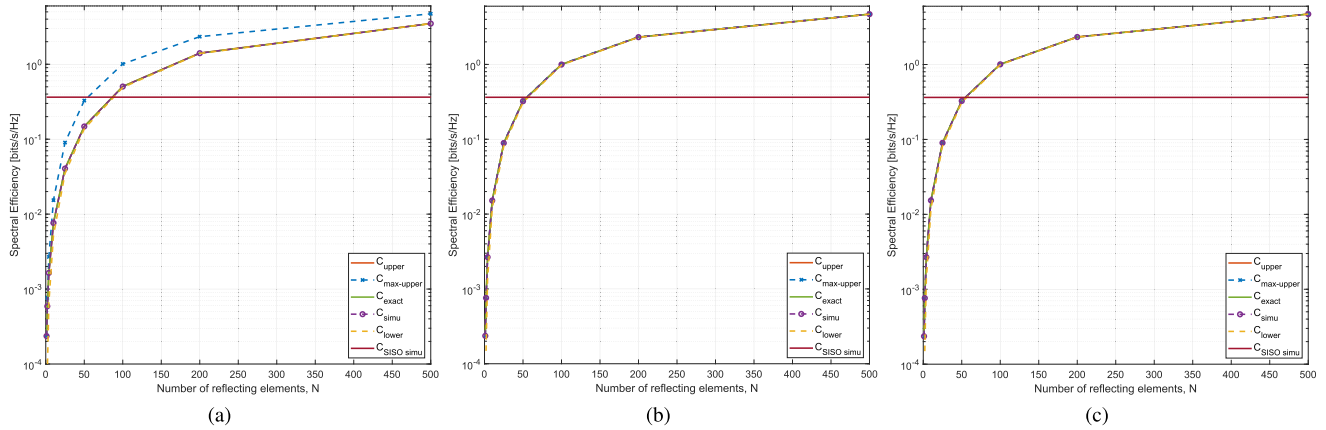 Spectral Efficiency [bits/s/Hz]
10^0
10^-1
10^-2
10^-3
10^-4
0 50 100 150 200 250 300 350 400 450 500
Number of reflecting elements, N
C_upper
C_max-upper
C_exact
C_simu
C_lower
C_SISO simu
(a)
Spectral Efficiency [bits/s/Hz]
10^0
10^-1
10^-2
10^-3
10^-4
0 50 100 150 200 250 300 350 400 450 500
Number of reflecting elements, N
C_upper
C_max-upper
C_exact
C_simu
C_lower
C_SISO simu
(b)
Spectral Efficiency [bits/s/Hz]
10^0
10^-1
10^-2
10^-3
10^-4
0 50 100 150 200 250 300 350 400 450 500
Number of reflecting elements, N
C_upper
C_max-upper
C_exact
C_simu
C_lower
C_SISO simu
(c)